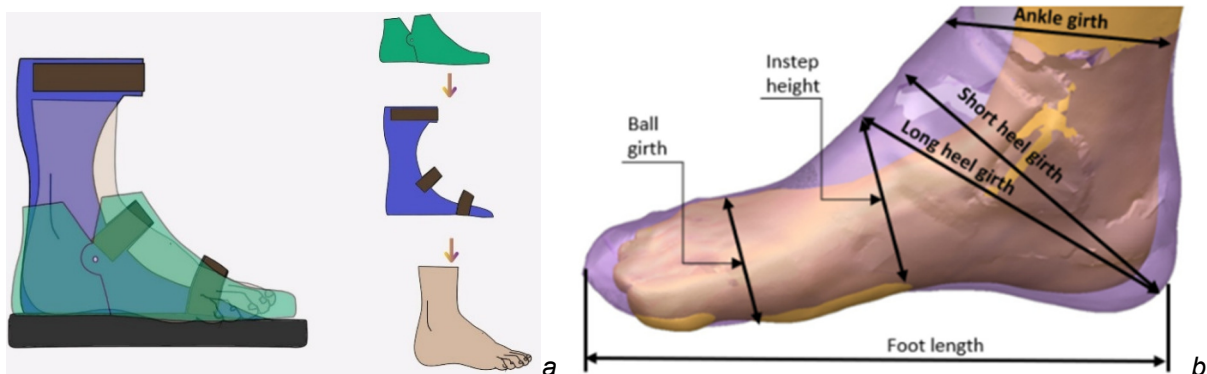 Ankle girth
Instep
height
Short heel girth
Ball
girth
Long heel girth
Foot length
a
b